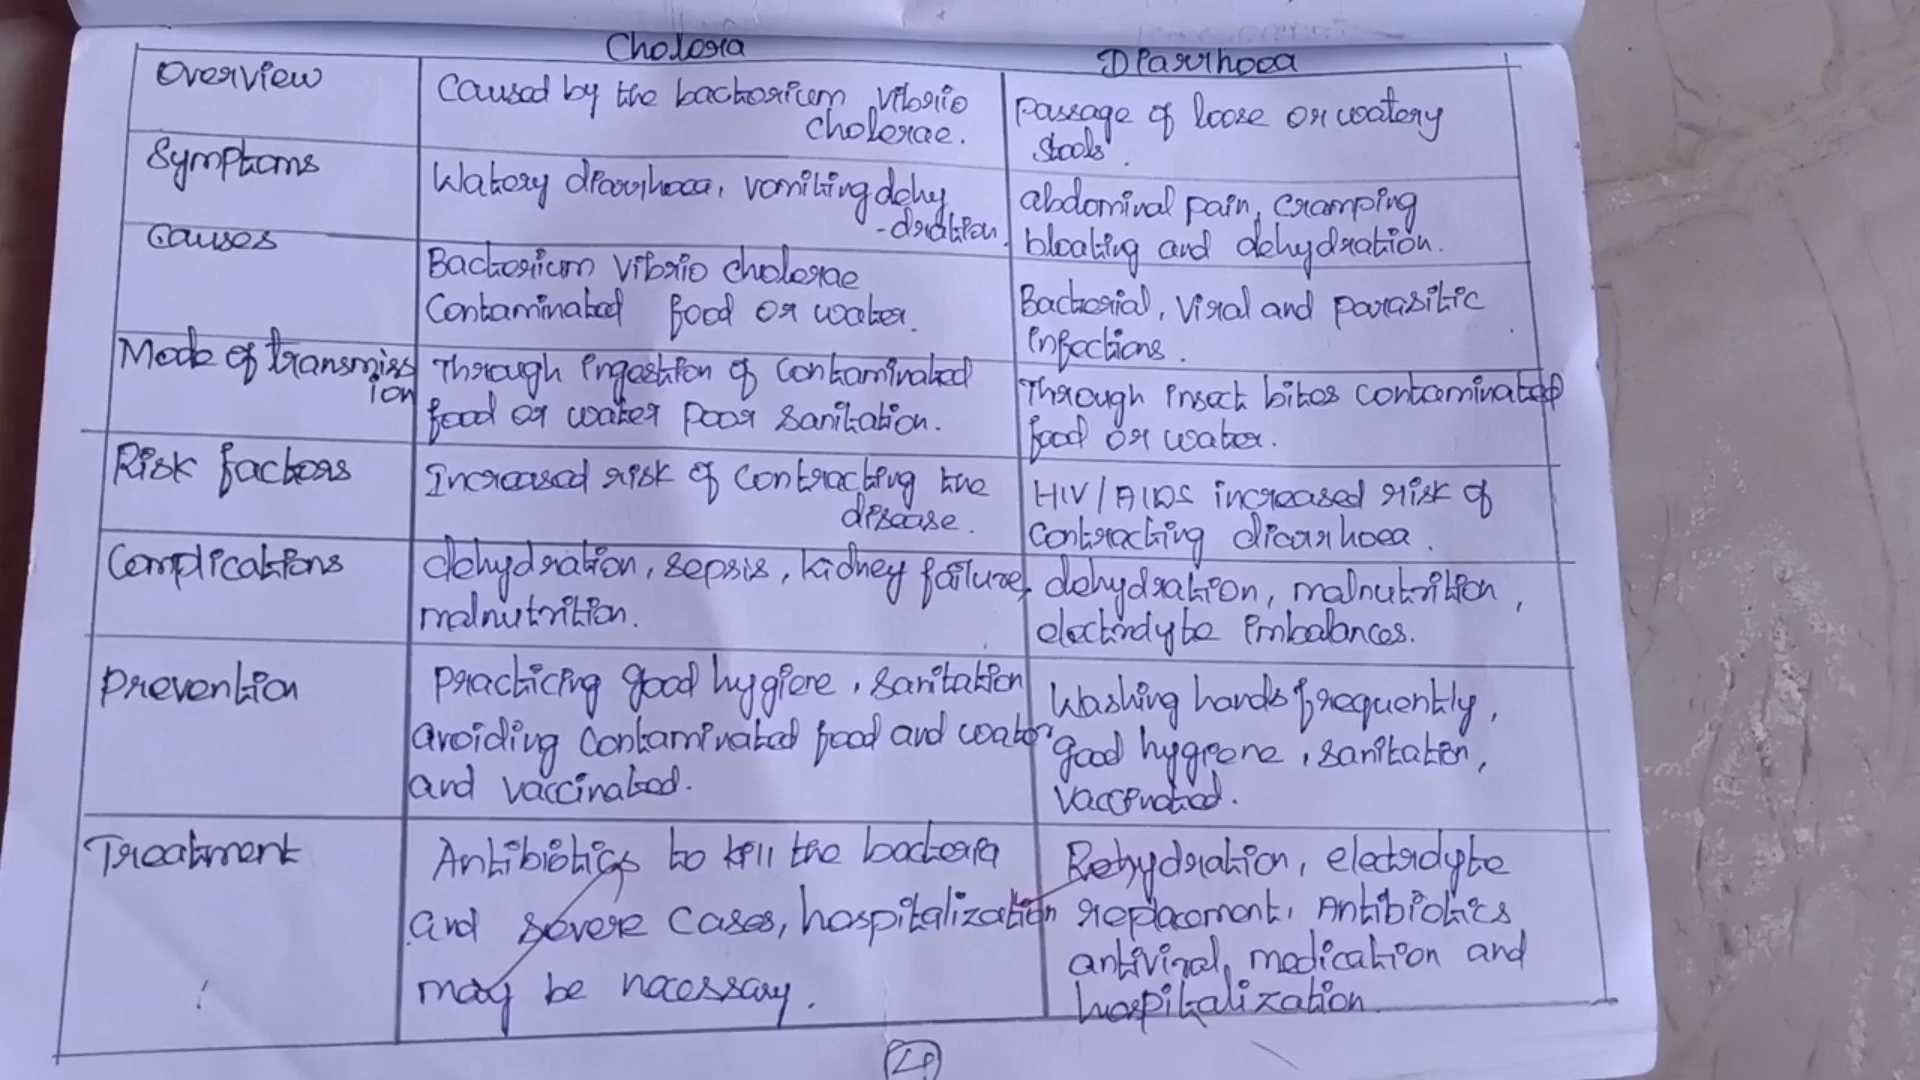 Choloria
Diarrhoea
Overview
Caused by the bacterium vibrio
cholerae.
passage of loose or watery
stools.
Symptoms
Watery diarrhoea, vomiting dehy
-dration.
abdominal pain, cramping
bloating and dehydration.
Causes
Bacterium vibrio cholerae
Contaminated food or water.
Bacterial, viral and parasitic
infections.
Mode of transmiss
ion
Through ingestion of contaminated
food or water poor sanitation.
Through insect bites contaminated
food or water.
Risk factors
Increased risk of contracting the
disease.
HIV/AIDS increased risk of
contracting diarrhoea.
Complications
dehydration, sepsis, kidney failure,
malnutrition.
dehydration, malnutrition,
electrolyte imbalances.
prevention
practicing good hygiene, sanitation
avoiding contaminated food and water
and vaccinated.
Washing hands frequently,
good hygiene, sanitation,
vaccinated.
Treatment
Antibiotics to kill the bacteria
and severe cases, hospitalization
may be necessary.
Rehydration, electrolyte
replacement, Antibiotics
antiviral, medication and
hospitalization.